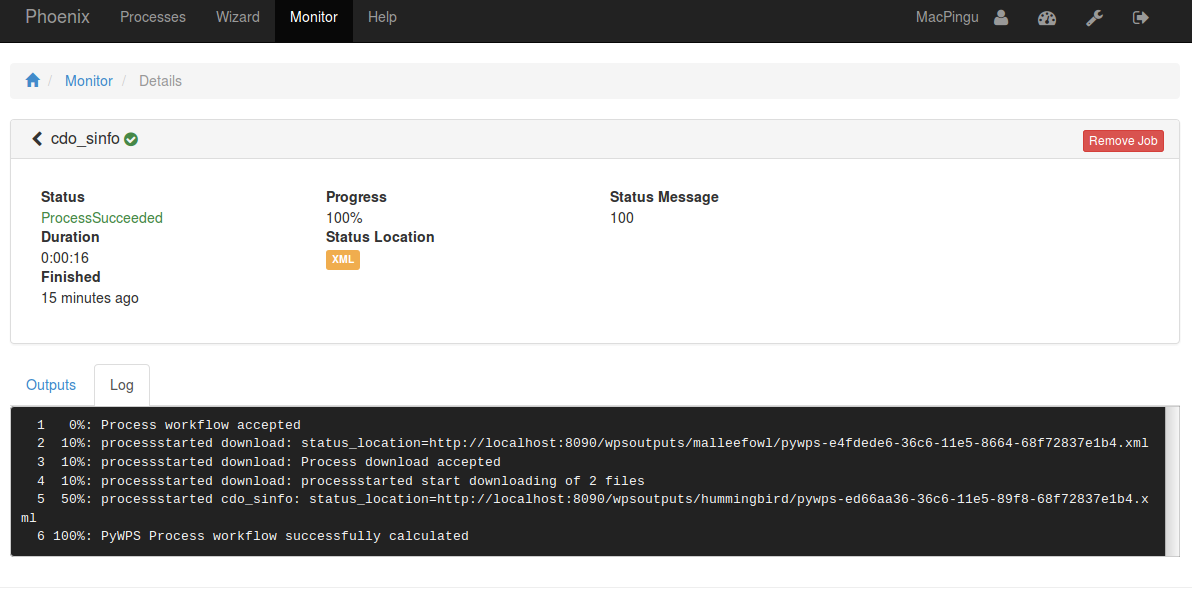 Phoenix Processes Wizard Monitor Help MacPingu
/ Monitor / Details
cdo_sinfo Remove Job
Status Progress Status Message
ProcessSucceeded 100% 100
Duration Status Location
0:00:16 XML
Finished
15 minutes ago
Outputs Log
1 0%: Process workflow accepted
2 10%: processstarted download: status_location=http://localhost:8090/wpsoutputs/malleefowl/pywps-e4fdede6-36c6-11e5-8664-68f72837e1b4.xml
3 10%: processstarted download: Process download accepted
4 10%: processstarted download: processstarted start downloading of 2 files
5 50%: processstarted cdo_sinfo: status_location=http://localhost:8090/wpsoutputs/hummingbird/pywps-ed66aa36-36c6-11e5-89f8-68f72837e1b4.x
ml
6 100%: PyWPS Process workflow successfully calculated